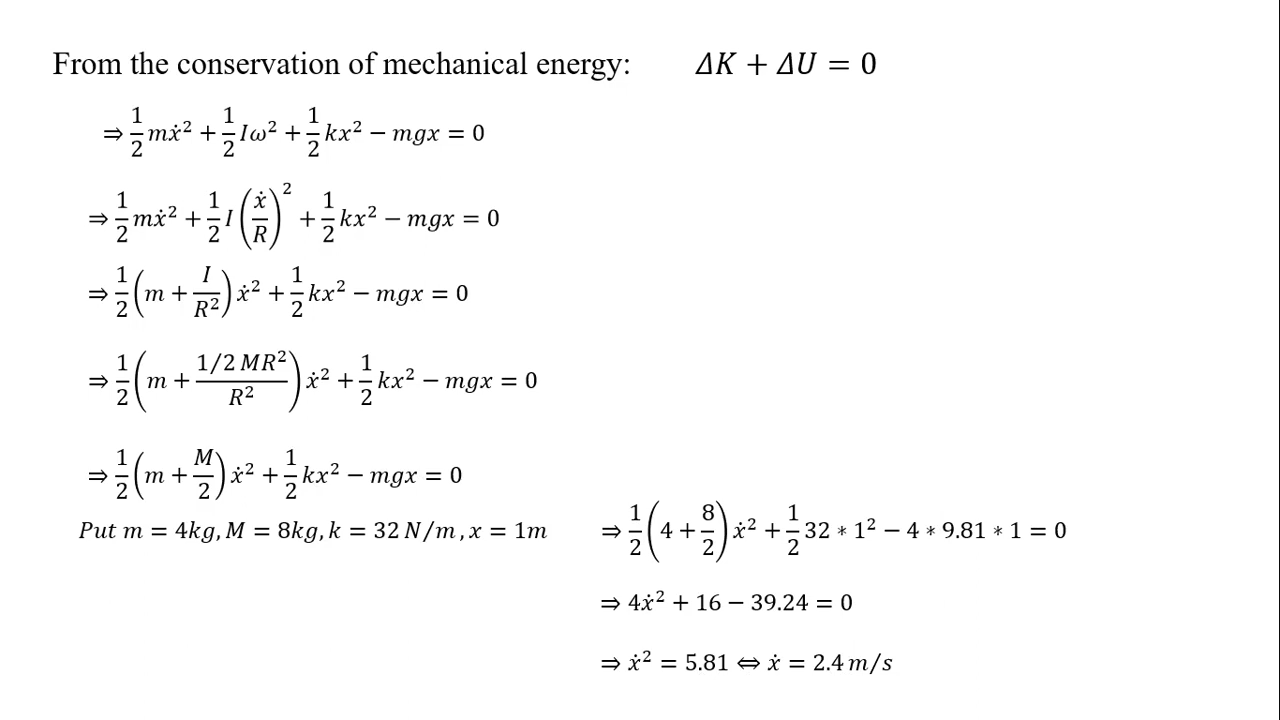 From the conservation of mechanical energy: ΔK + ΔU = 0
⇒ 1/2 mẋ² + 1/2 Iω² + 1/2 kx² − mgx = 0
⇒ 1/2 mẋ² + 1/2 I(ẋ/R)² + 1/2 kx² − mgx = 0
⇒ 1/2 (m + I/R²) ẋ² + 1/2 kx² − mgx = 0
⇒ 1/2 (m + (1/2 MR²)/R²) ẋ² + 1/2 kx² − mgx = 0
⇒ 1/2 (m + M/2) ẋ² + 1/2 kx² − mgx = 0
Put m = 4kg, M = 8kg, k = 32 N/m, x = 1m
⇒ 1/2 (4 + 8/2) ẋ² + 1/2 32 ∗ 1² − 4 ∗ 9.81 ∗ 1 = 0
⇒ 4ẋ² + 16 − 39.24 = 0
⇒ ẋ² = 5.81 ⇔ ẋ = 2.4 m/s